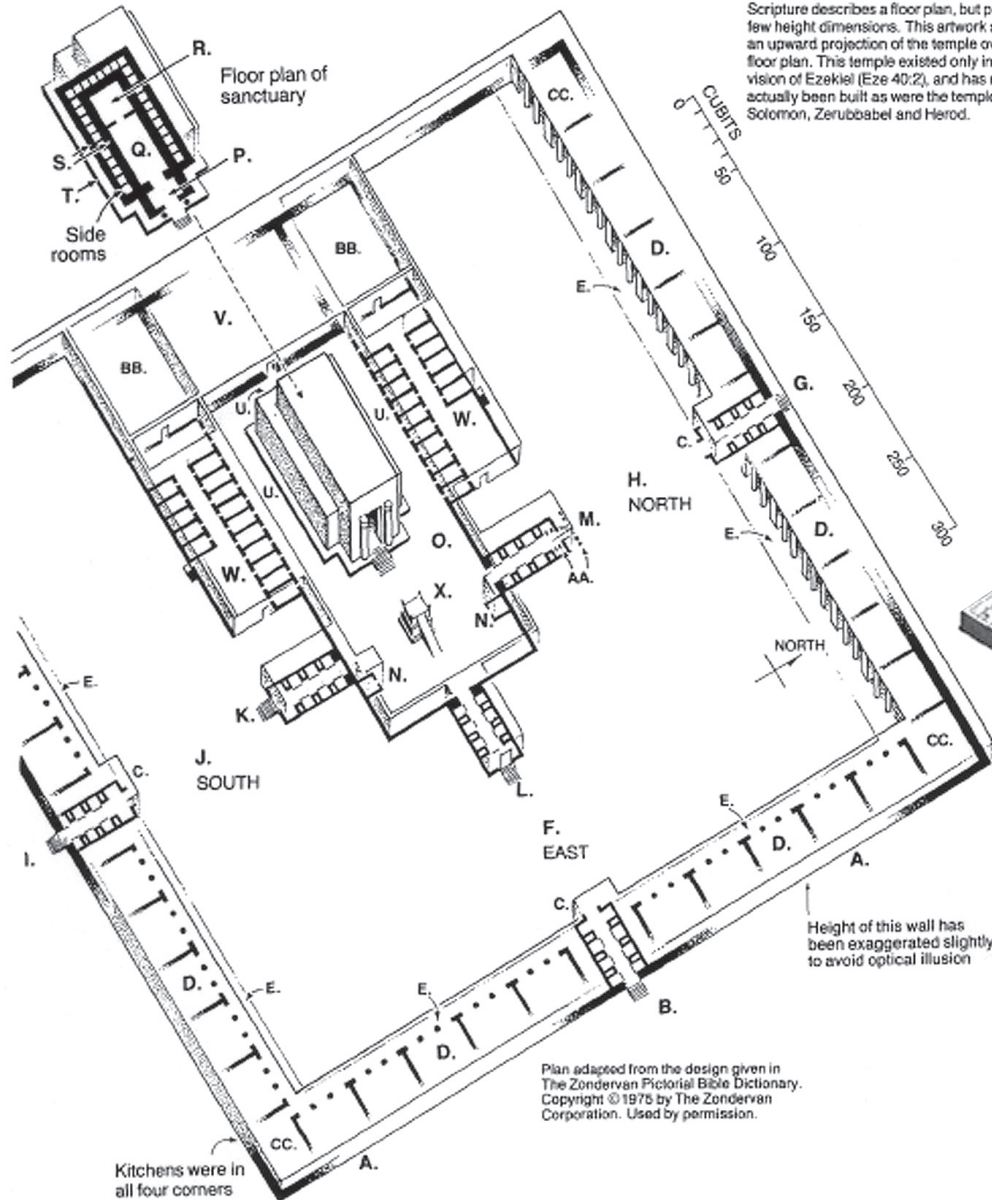 Scripture describes a floor plan, but
few height dimensions. This artwork
an upward projection of the temple
floor plan. This temple existed only in
vision of Ezekiel (Eze 40:2), and has
actually been built as were the
Solomon, Zerubbabel and Herod.
R.
Floor plan of
sanctuary
S.
Q.
P.
T.
Side
rooms
CC.
0
CUBITS
50
100
150
200
250
300
D.
E.
BB.
V.
BB.
G.
C.
U.
U.
U.
W.
W.
H.
NORTH
E.
D.
M.
AA.
O.
X.
N.
N.
NORTH
K.
L.
E.
J.
SOUTH
C.
I.
CC.
F.
EAST
E.
D.
A.
C.
Height of this wall has
been exaggerated slightly
to avoid optical illusion
D.
E.
E.
D.
B.
Plan adapted from the design given in
The Zondervan Pictorial Bible Dictionary.
Copyright ©1975 by The Zondervan
Corporation. Used by permission.
CC.
A.
Kitchens were in
all four corners